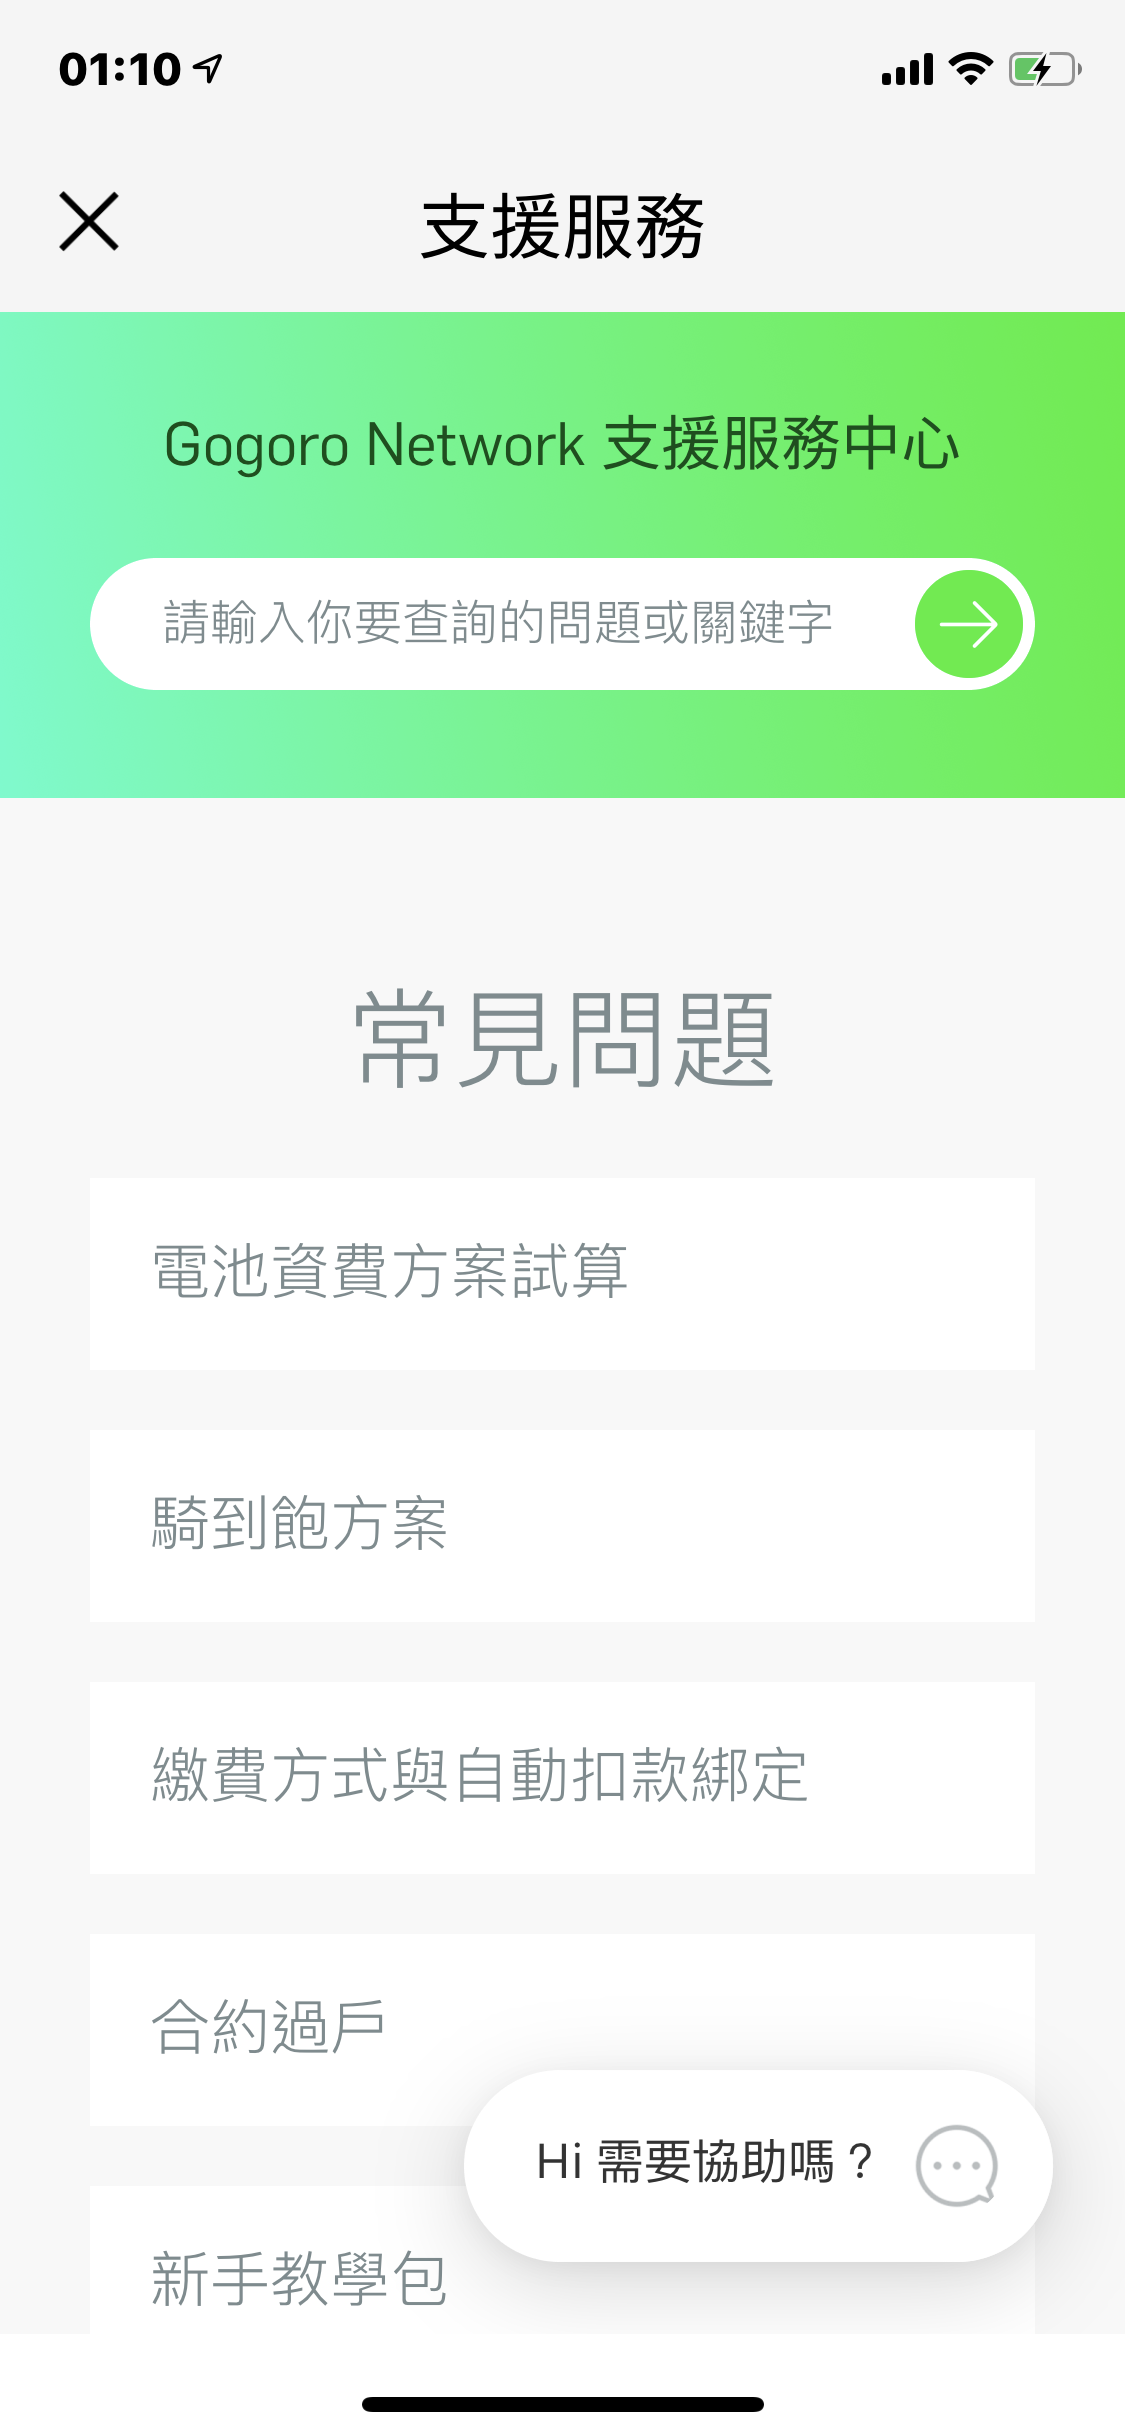 01:10
支援服務
Gogoro Network 支援服務中心
請輸入你要查詢的問題或關鍵字
常見問題
電池資費方案試算
騎到飽方案
繳費方式與自動扣款綁定
合約過戶
Hi 需要協助嗎？
新手教學包